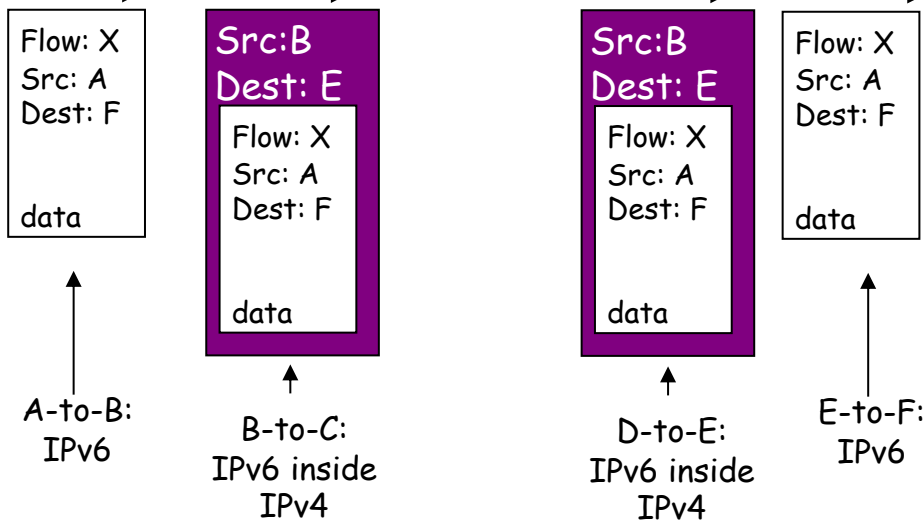 Flow: X
Src: A
Dest: F
data
A-to-B:
IPv6
Src:B
Dest: E
Flow: X
Src: A
Dest: F
data
B-to-C:
IPv6 inside
IPv4
Src:B
Dest: E
Flow: X
Src: A
Dest: F
data
D-to-E:
IPv6 inside
IPv4
Flow: X
Src: A
Dest: F
data
E-to-F:
IPv6